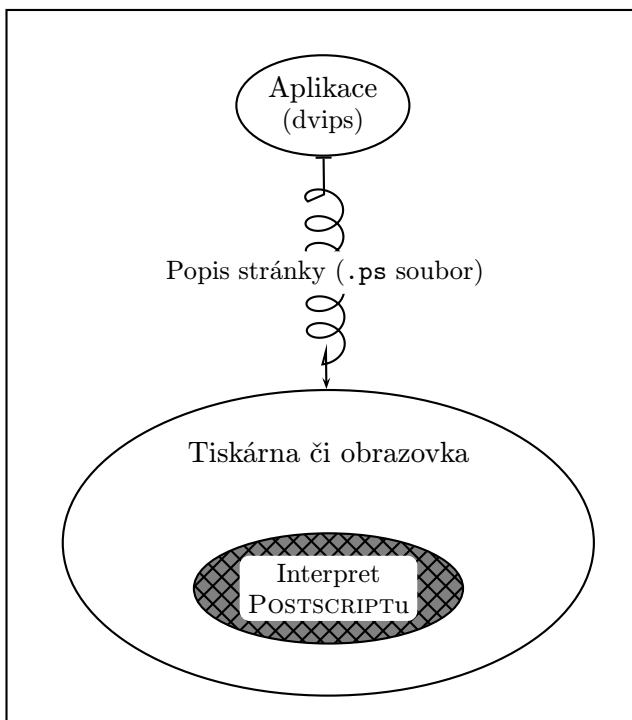 Aplikace
(dvips)
Popis stránky (.ps soubor)
Tiskárna či obrazovka
Interpret
POSTSCRIPTu